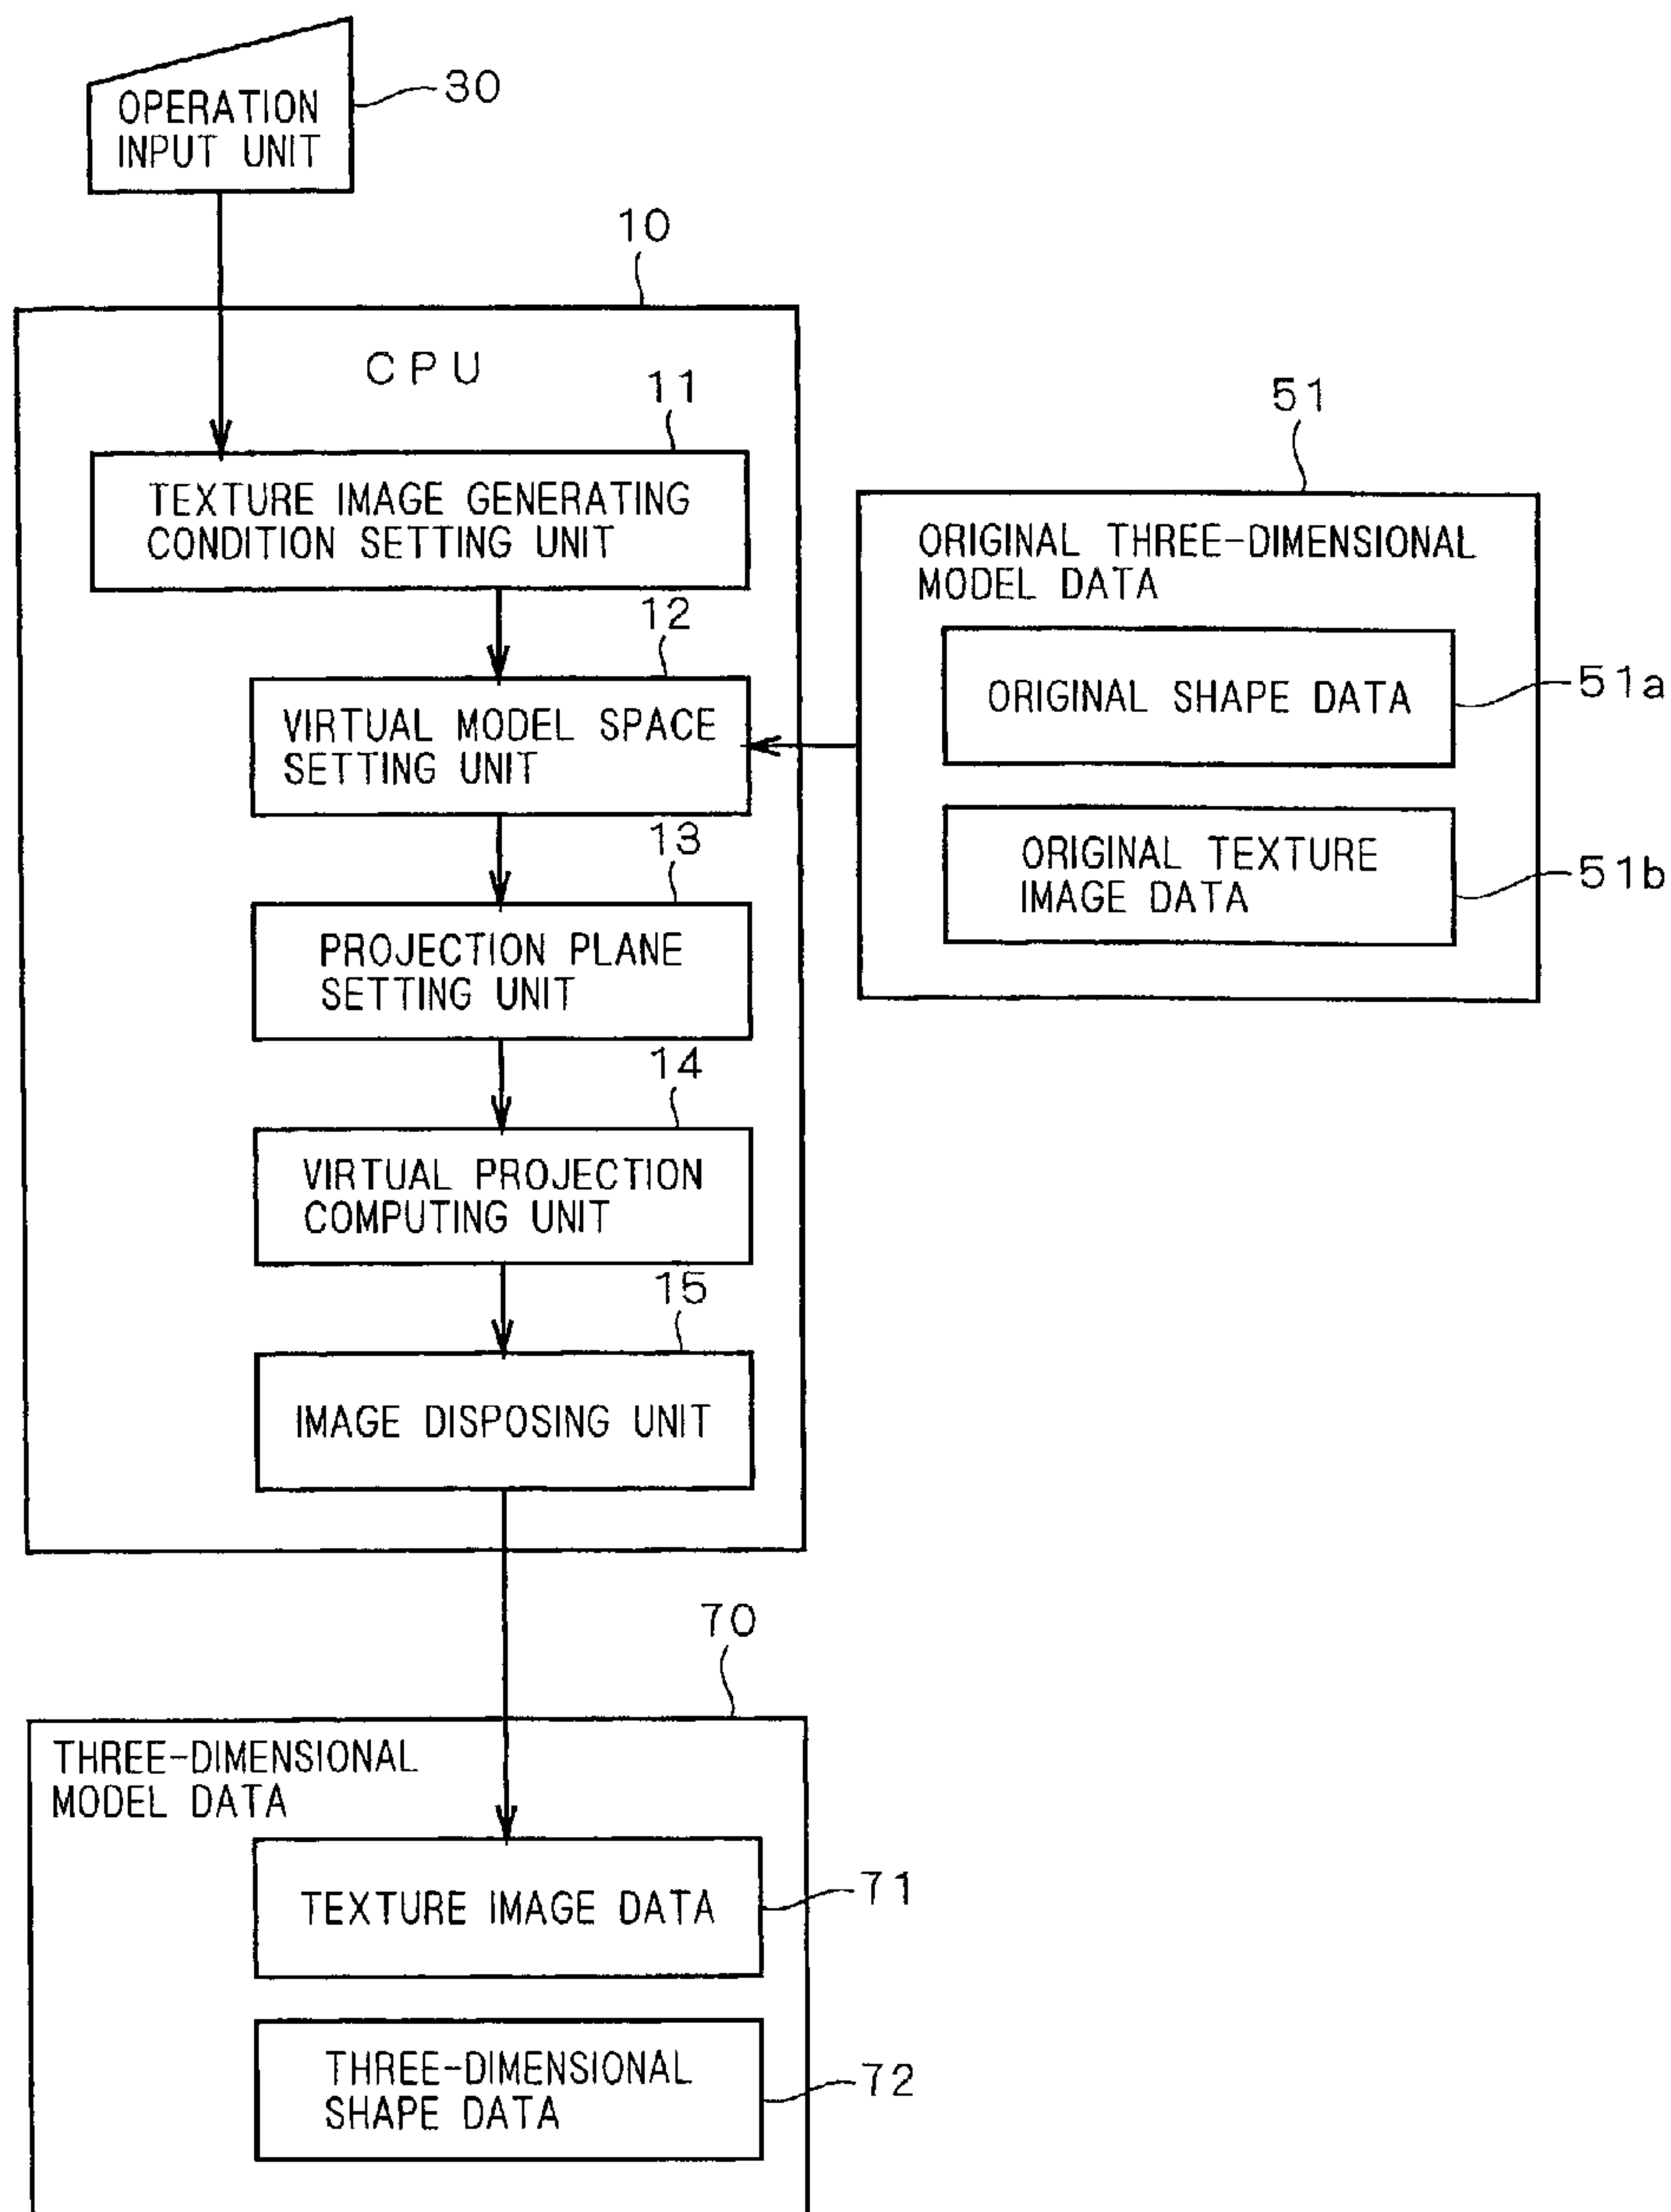 OPERATION
INPUT UNIT
30
10
CPU
11
TEXTURE IMAGE GENERATING
CONDITION SETTING UNIT
12
VIRTUAL MODEL SPACE
SETTING UNIT
13
PROJECTION PLANE
SETTING UNIT
14
VIRTUAL PROJECTION
COMPUTING UNIT
15
IMAGE DISPOSING UNIT
51
ORIGINAL THREE-DIMENSIONAL
MODEL DATA
ORIGINAL SHAPE DATA
51a
ORIGINAL TEXTURE
IMAGE DATA
51b
70
THREE-DIMENSIONAL
MODEL DATA
TEXTURE IMAGE DATA
71
THREE-DIMENSIONAL
SHAPE DATA
72